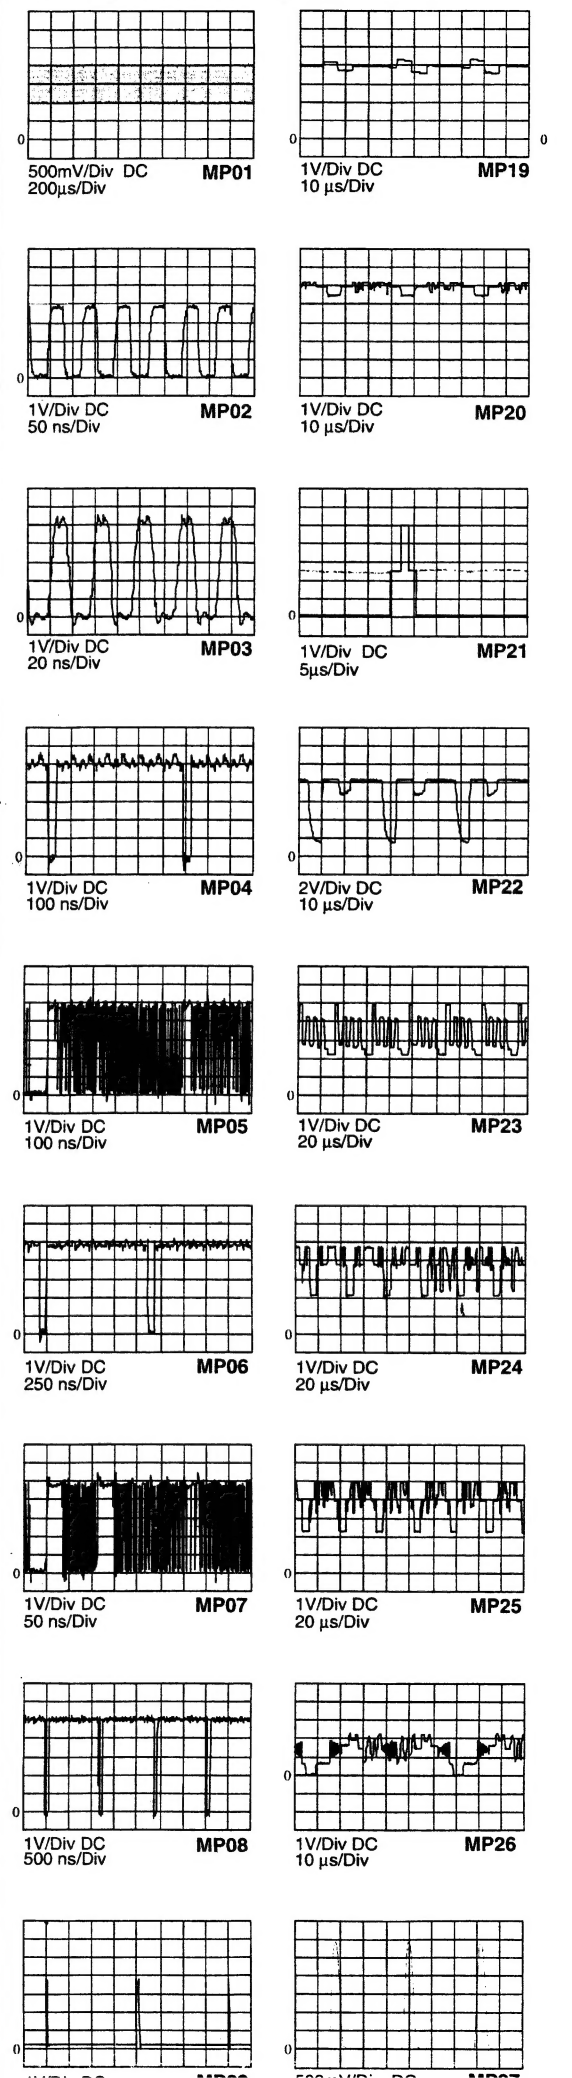 0
500mV/Div DC MP01
200µs/Div
0
0
1V/Div DC MP19
10 µs/Div
0
1V/Div DC MP02
50 ns/Div
1V/Div DC MP20
10 µs/Div
0
1V/Div DC MP03
20 ns/Div
0
1V/Div DC MP21
5µs/Div
0
1V/Div DC MP04
100 ns/Div
0
2V/Div DC MP22
10 µs/Div
0
1V/Div DC MP05
100 ns/Div
0
1V/Div DC MP23
20 µs/Div
0
1V/Div DC MP06
250 ns/Div
0
1V/Div DC MP24
20 µs/Div
0
1V/Div DC MP07
50 ns/Div
0
1V/Div DC MP25
20 µs/Div
0
1V/Div DC MP08
500 ns/Div
0
1V/Div DC MP26
10 µs/Div
0
0